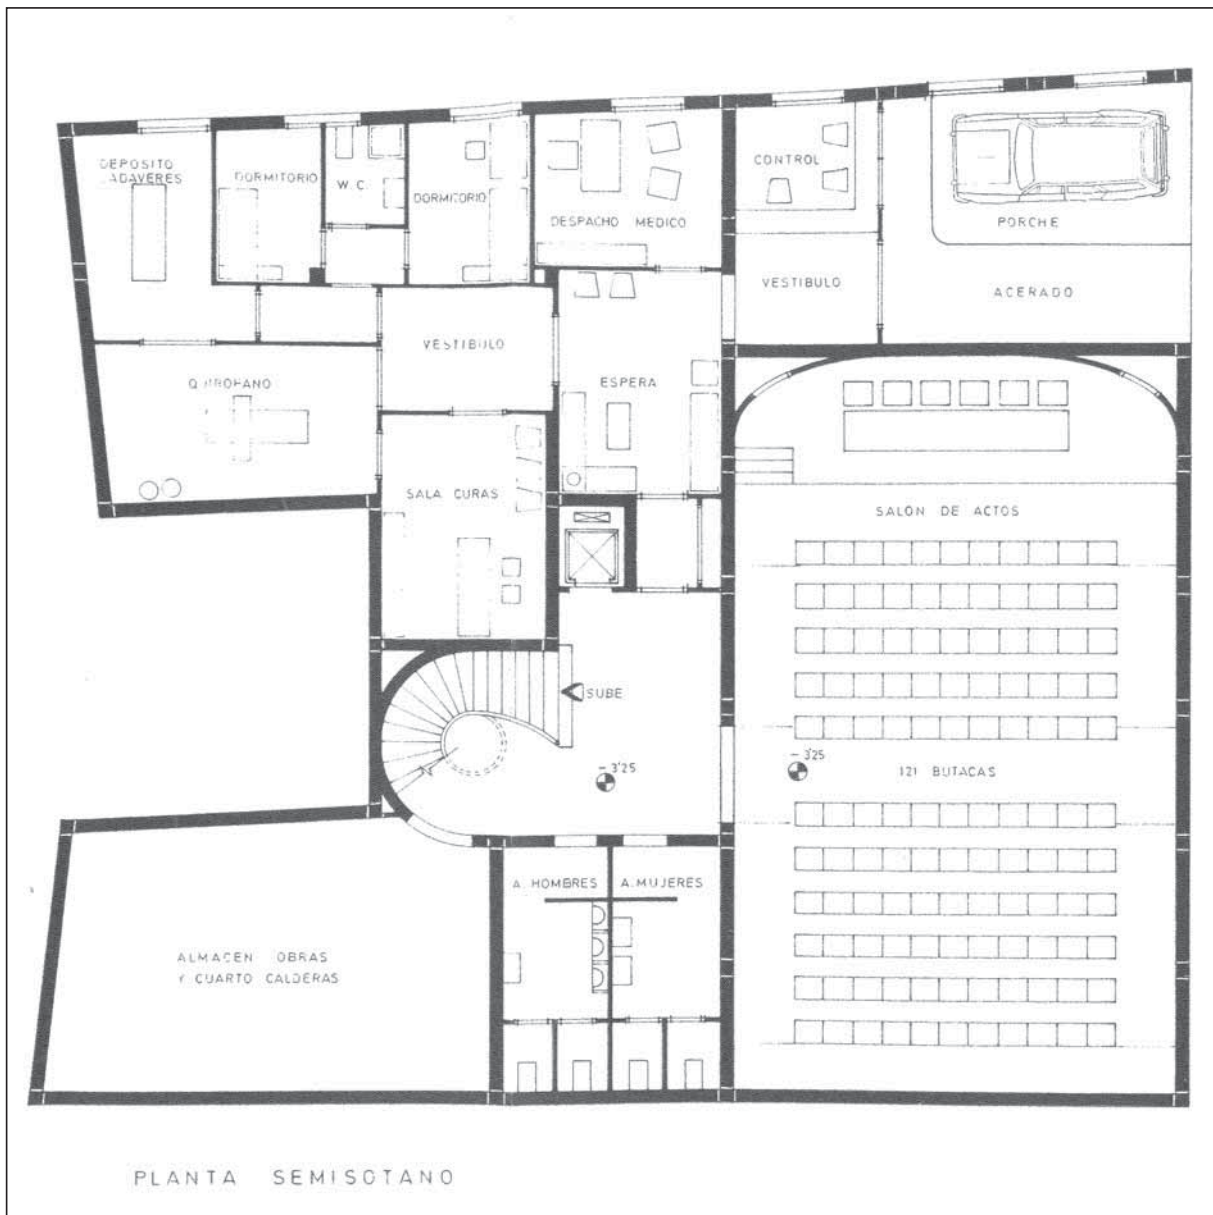 DEPOSITO
CADAVERES
DORMITORIO
W.C.
DORMITORIO
DESPACHO MEDICO
CONTROL
PORCHE
VESTIBULO
ACERADO
VESTIBULO
QUIROFANO
ESPERA
SALA CURAS
SALON DE ACTOS
SUBE
- 3'25
- 3'25
121 BUTACAS
A. HOMBRES
A. MUJERES
ALMACEN OBRAS
Y CUARTO CALDERAS
PLANTA SEMISOTANO